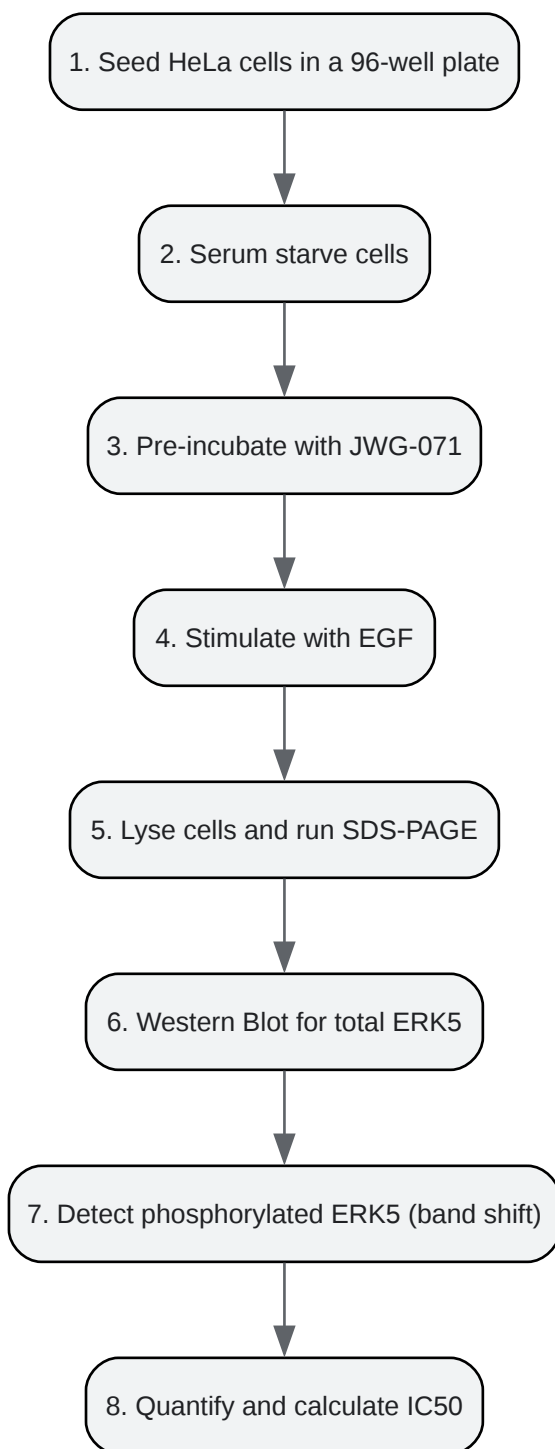 1. Seed HeLa cells in a 96-well plate
2. Serum starve cells
3. Pre-incubate with JWG-071
4. Stimulate with EGF
5. Lyse cells and run SDS-PAGE
6. Western Blot for total ERK5
7. Detect phosphorylated ERK5 (band shift)
8. Quantify and calculate IC50